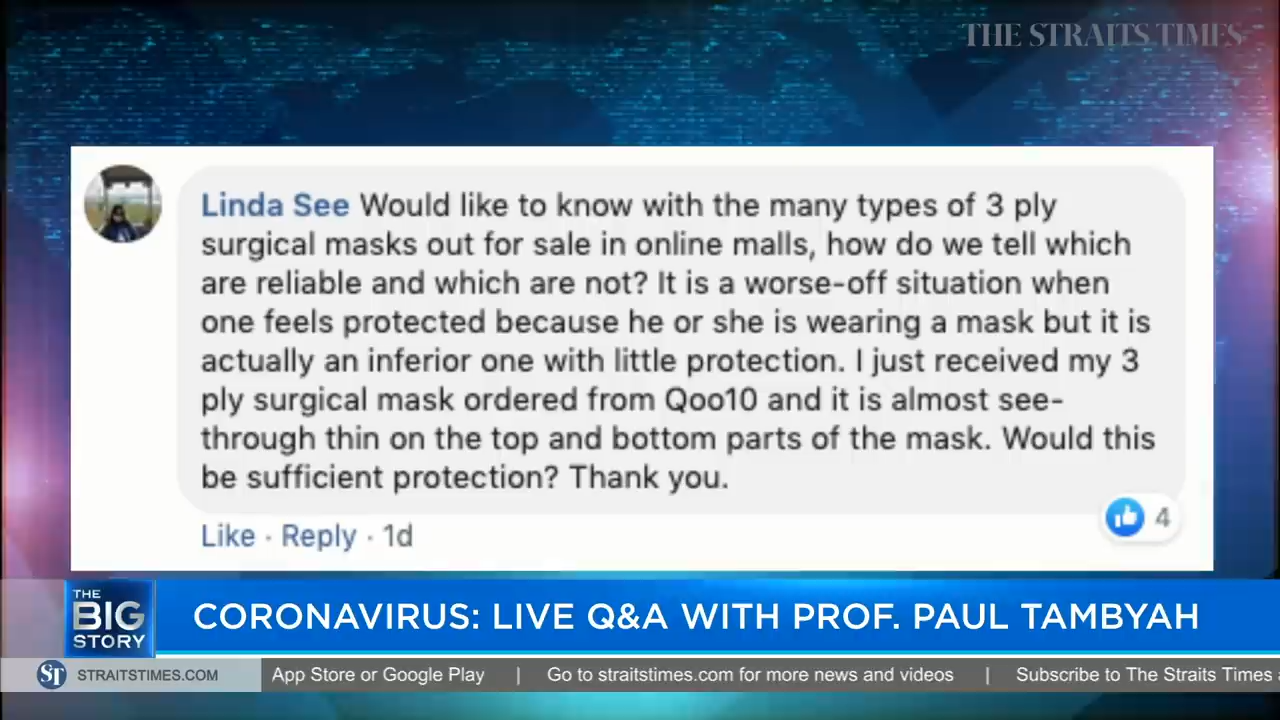 THE STRAITS TIMES
Linda See Would like to know with the many types of 3 ply
surgical masks out for sale in online malls, how do we tell which
are reliable and which are not? It is a worse-off situation when
one feels protected because he or she is wearing a mask but it is
actually an inferior one with little protection. I just received my 3
ply surgical mask ordered from Qoo10 and it is almost see-
through thin on the top and bottom parts of the mask. Would this
be sufficient protection? Thank you.
4
Like · Reply · 1d
THE
BIG
STORY
CORONAVIRUS: LIVE Q&A WITH PROF. PAUL TAMBYAH
ST STRAITSTIMES.COM App Store or Google Play | Go to straitstimes.com for more news and videos | Subscribe to The Straits Times